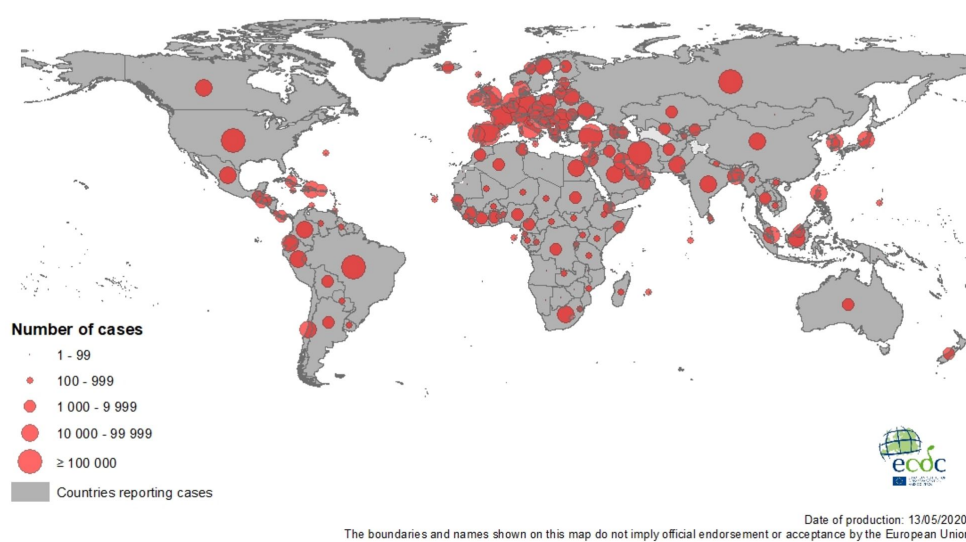 Number of cases
1 - 99
100 - 999
1 000 - 9 999
10 000 - 99 999
≥ 100 000
Countries reporting cases
ecdc
Date of production: 13/05/2020
The boundaries and names shown on this map do not imply official endorsement or acceptance by the European Union